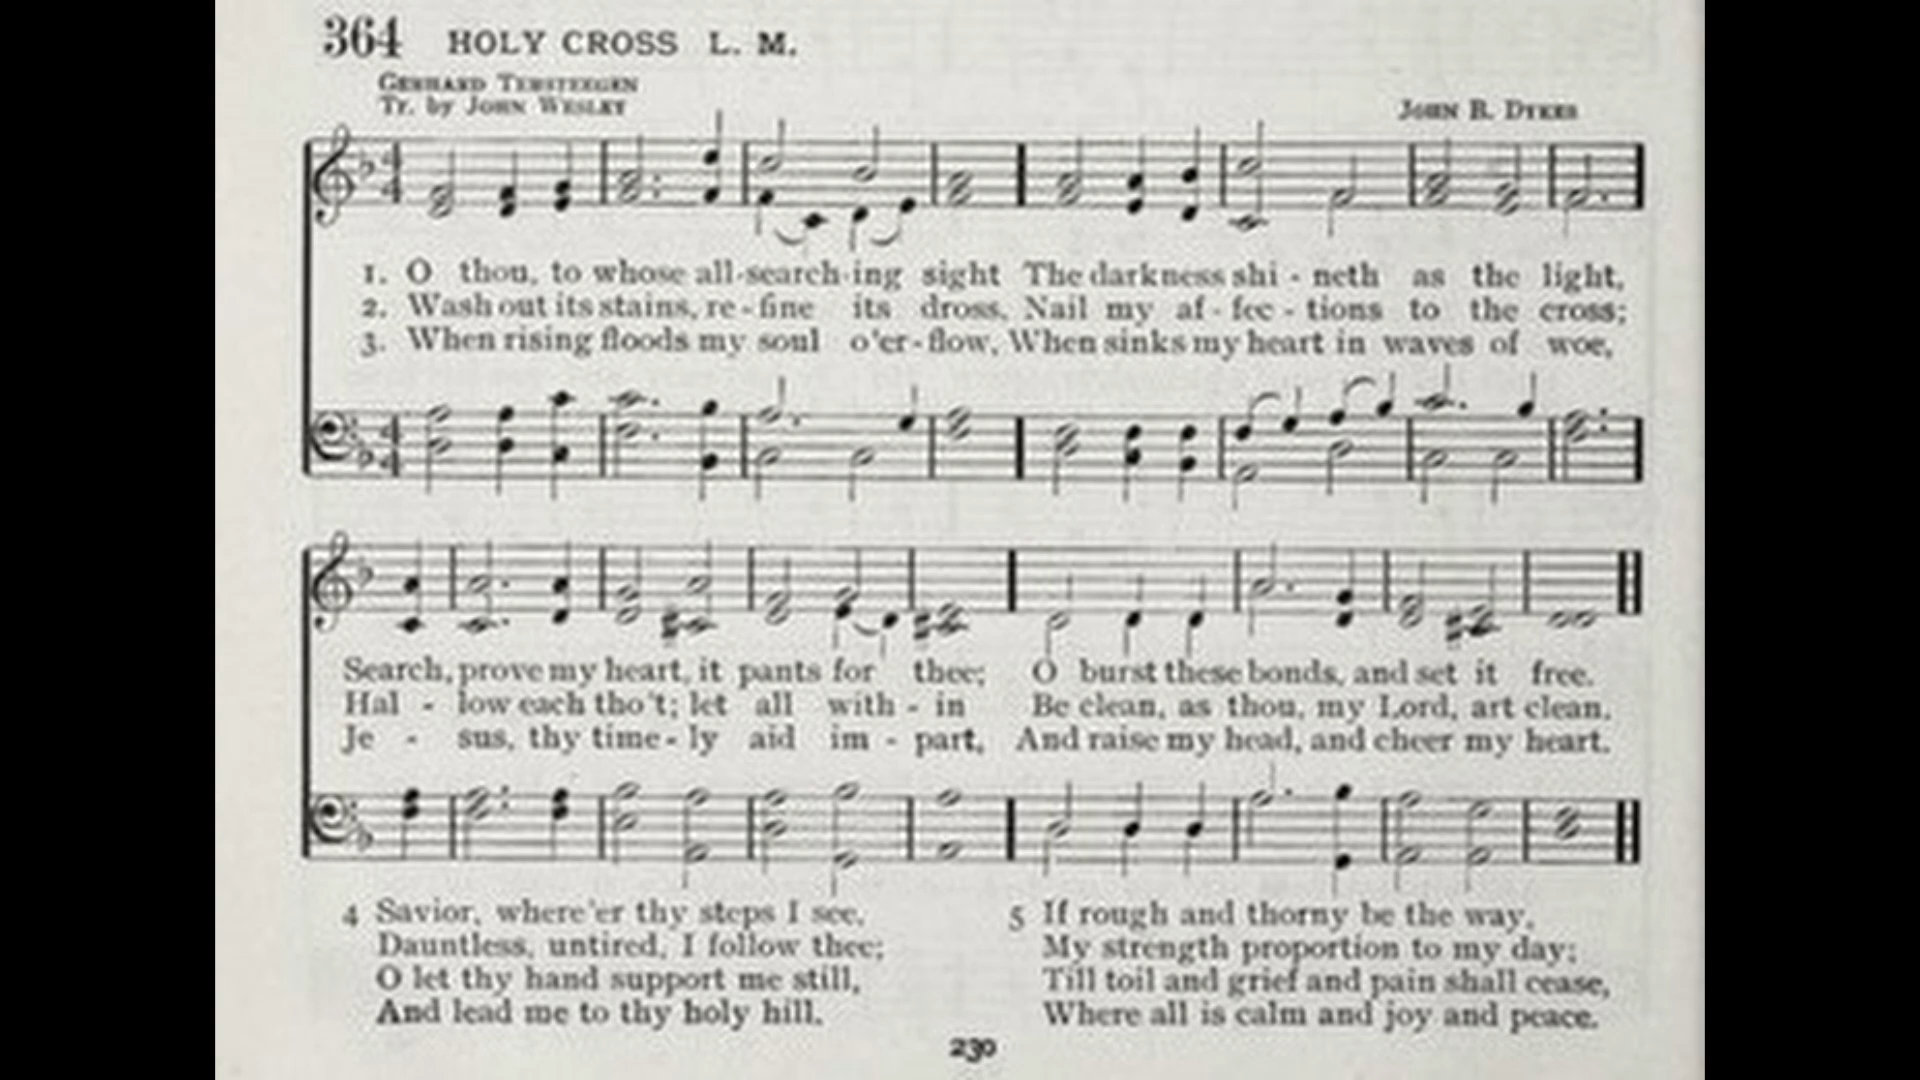 364 HOLY CROSS L. M.
GERHARD TERSTEEGEN
Tr. by JOHN WESLEY
JOHN B. DYKES
1. O thou, to whose all-search-ing sight The darkness shi - neth as the light,
2. Wash out its stains, re - fine its dross, Nail my af - fec - tions to the cross;
3. When rising floods my soul o'er - flow, When sinks my heart in waves of woe,
Search, prove my heart, it pants for thee; O burst these bonds, and set it free.
Hal - low each tho't; let all with - in Be clean, as thou, my Lord, art clean.
Je - sus, thy time - ly aid im - part, And raise my head, and cheer my heart.
4 Savior, where'er thy steps I see,
Dauntless, untired, I follow thee;
O let thy hand support me still,
And lead me to thy holy hill.
5 If rough and thorny be the way,
My strength proportion to my day;
Till toil and grief and pain shall cease,
Where all is calm and joy and peace.
230